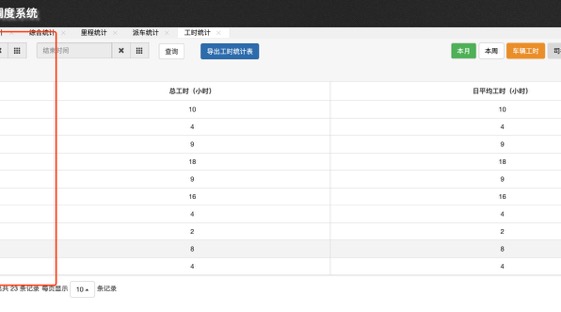 调度系统
综合统计 × 里程统计 × 派车统计 × 工时统计 ×
结束时间 查询 导出工时统计表 本月 本周 车辆工时
总工时（小时） 日平均工时（小时）
10 10
4 4
9 9
18 18
9 9
16 16
4 4
2 2
8 8
4 4
共 23 条记录 每页显示 10 条记录